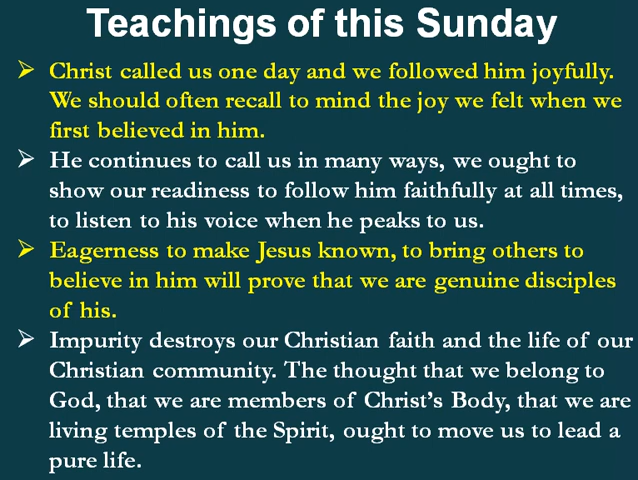 Teachings of this Sunday
➢ Christ called us one day and we followed him joyfully.
We should often recall to mind the joy we felt when we
first believed in him.
➢ He continues to call us in many ways, we ought to
show our readiness to follow him faithfully at all times,
to listen to his voice when he peaks to us.
➢ Eagerness to make Jesus known, to bring others to
believe in him will prove that we are genuine disciples
of his.
➢ Impurity destroys our Christian faith and the life of our
Christian community. The thought that we belong to
God, that we are members of Christ's Body, that we are
living temples of the Spirit, ought to move us to lead a
pure life.